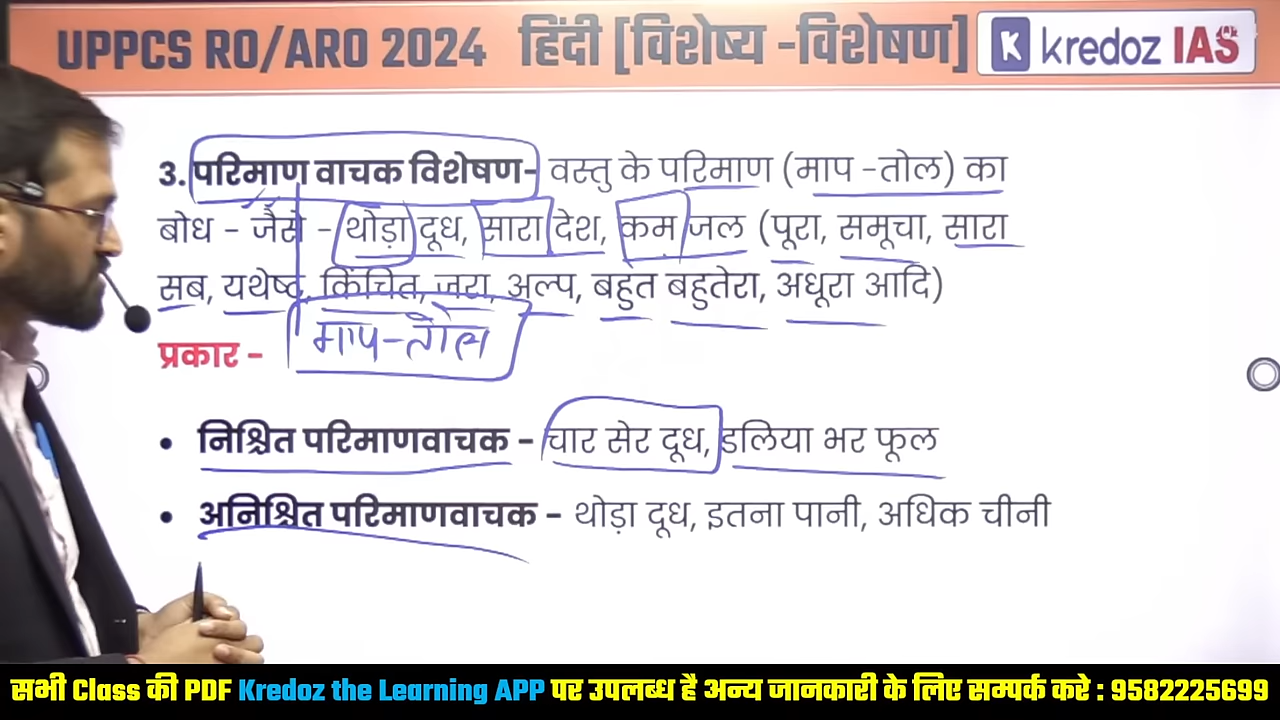 UPPCS RO/ARO 2024 हिंदी [विशेष्य -विशेषण]
K kredoz IAS
3. परिमाण वाचक विशेषण- वस्तु के परिमाण (माप -तोल) का
बोध - जैसे - थोड़ा दूध, सारा देश, कम जल (पूरा, समूचा, सारा
सब, यथेष्ट, किंचित, जरा, अल्प, बहुत बहुतेरा, अधूरा आदि)
माप-तोल
प्रकार -
• निश्चित परिमाणवाचक - चार सेर दूध, डलिया भर फूल
• अनिश्चित परिमाणवाचक - थोड़ा दूध, इतना पानी, अधिक चीनी
सभी Class की PDF Kredoz the Learning APP पर उपलब्ध है अन्य जानकारी के लिए सम्पर्क करे : 9582225699